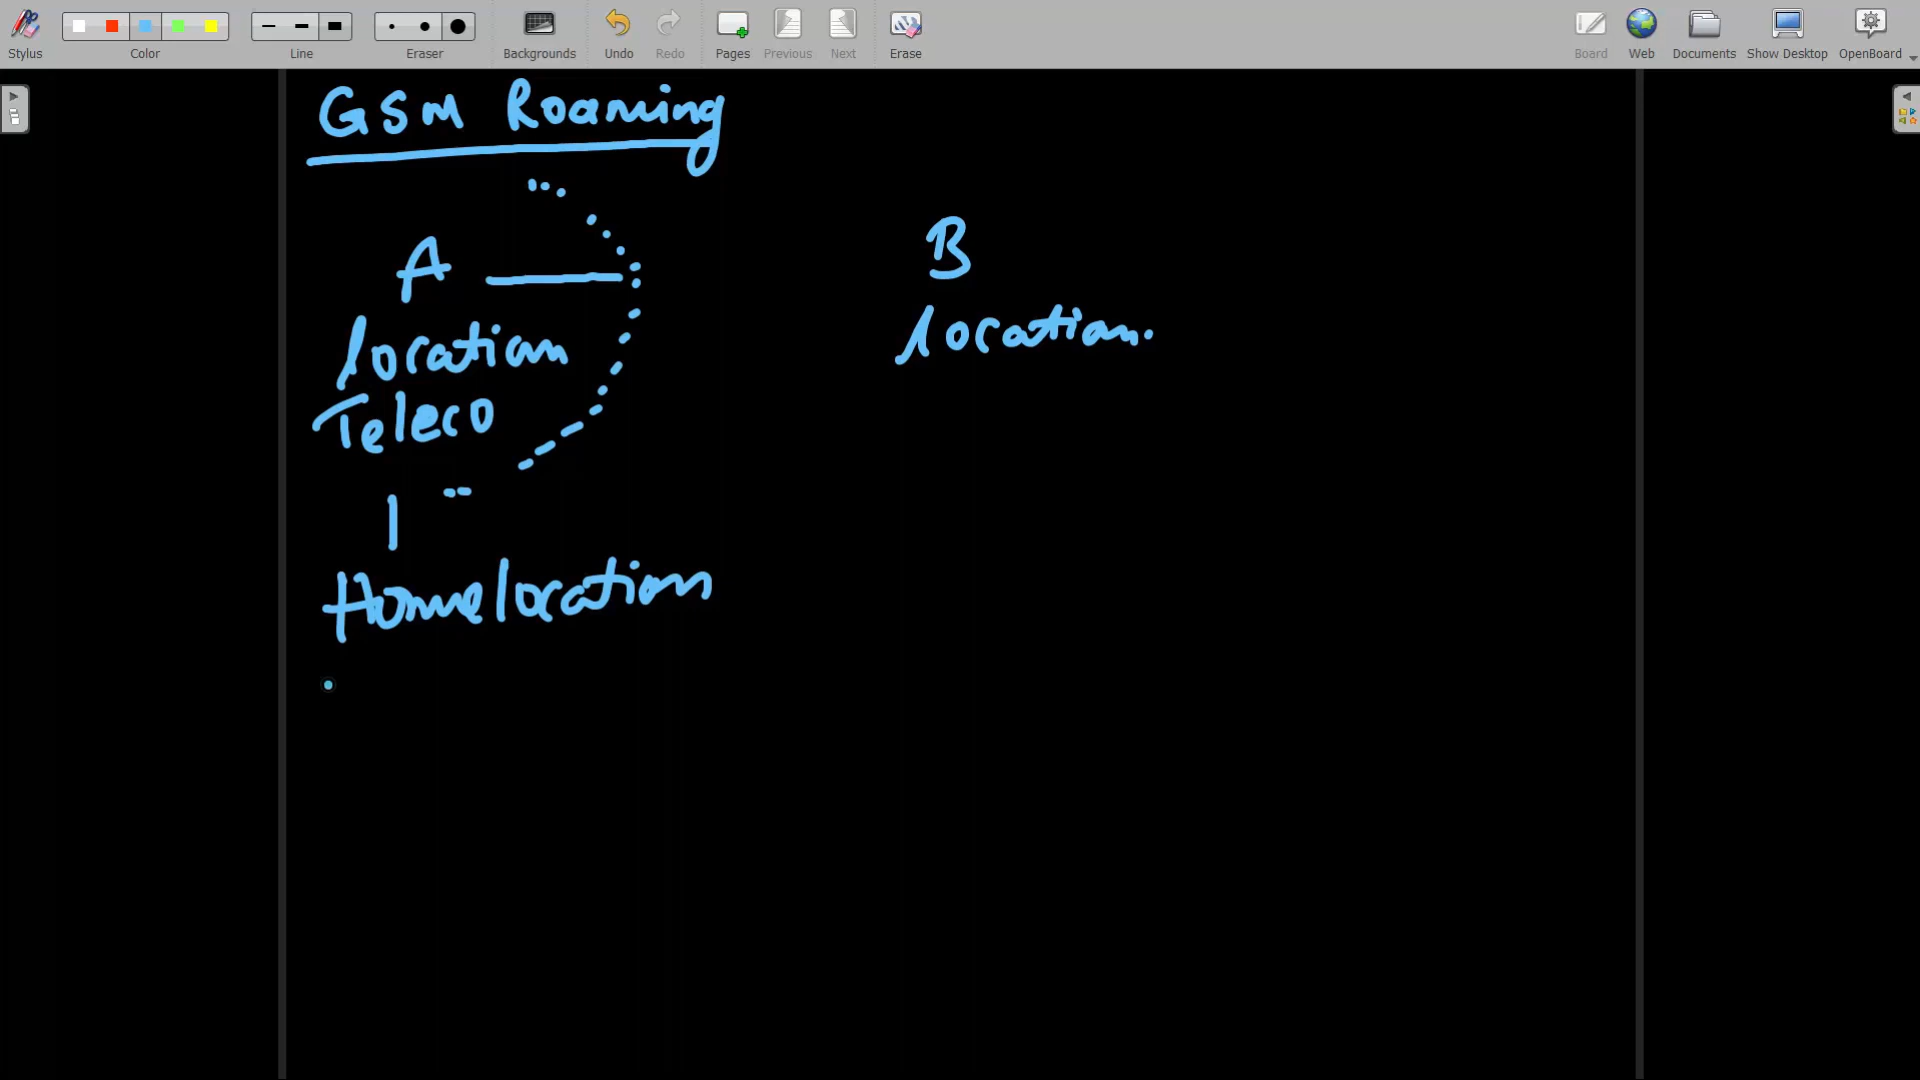 Stylus Color Line Eraser Backgrounds Undo Redo Pages Previous Next Erase Board Web Documents Show Desktop OpenBoard
GSM Roaming
A B
location location.
Teleco
Homelocation